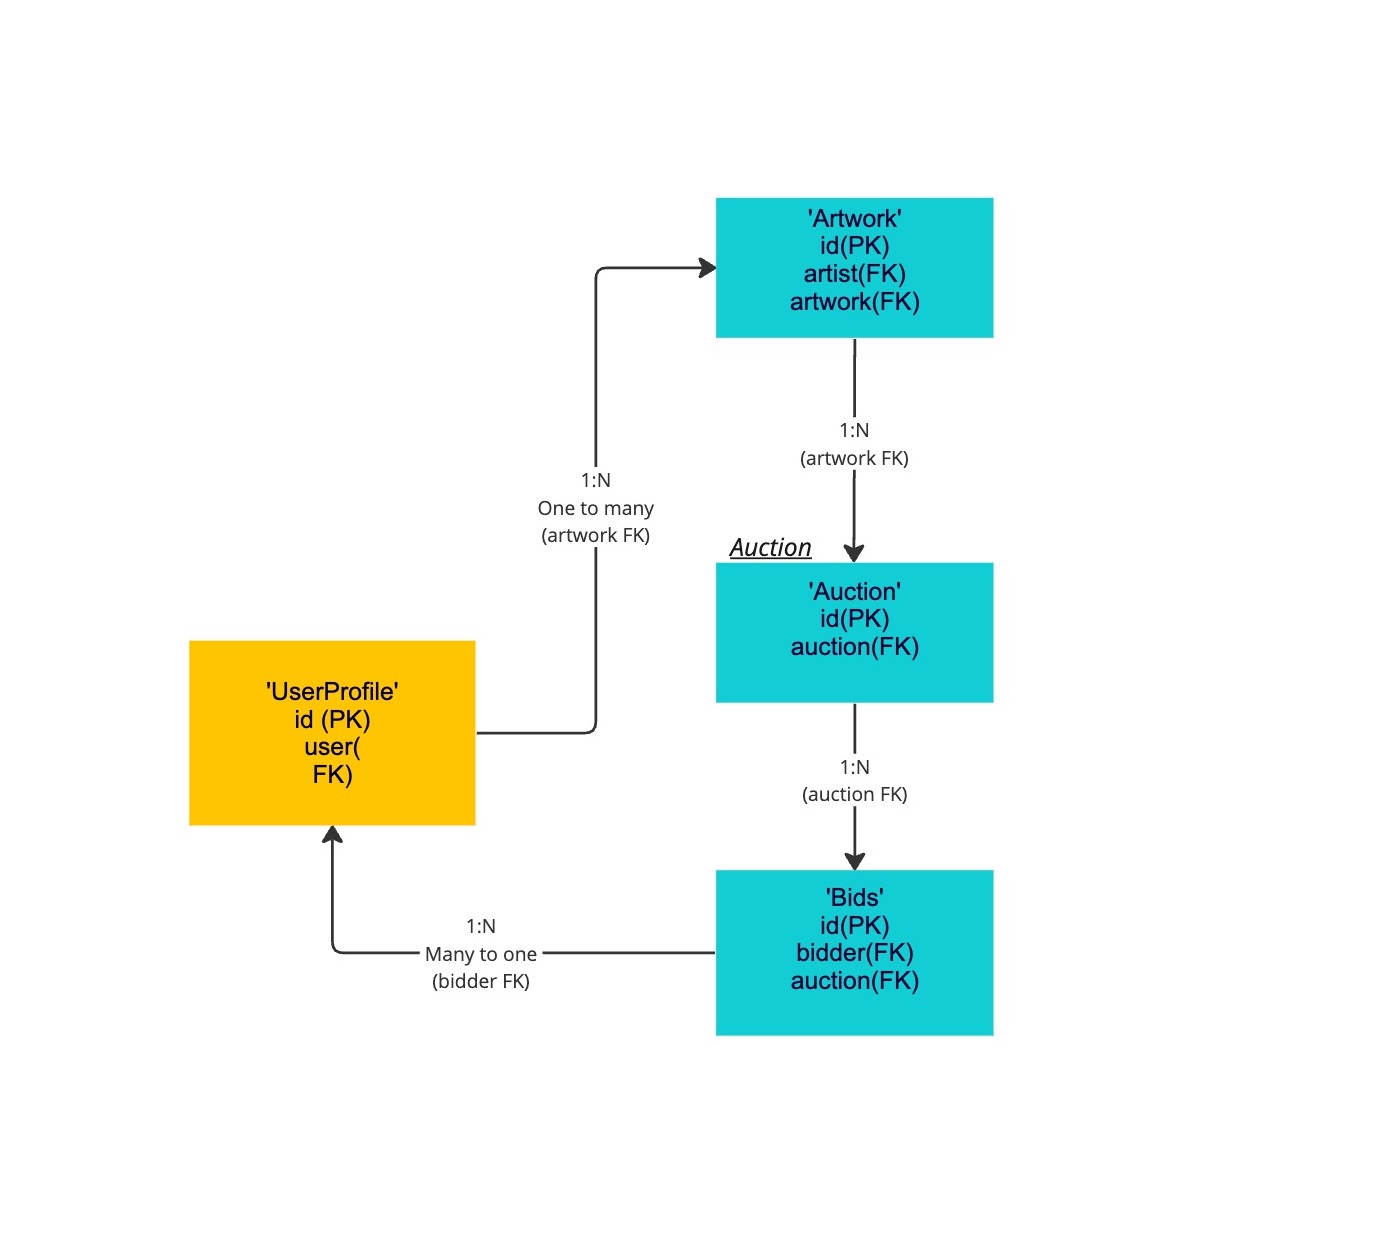 'Artwork'
id(PK)
artist(FK)
artwork(FK)
1:N
(artwork FK)
1:N
One to many
(artwork FK)
Auction
'Auction'
id(PK)
auction(FK)
'UserProfile'
id (PK)
user(
FK)
1:N
(auction FK)
'Bids'
id(PK)
bidder(FK)
auction(FK)
1:N
Many to one
(bidder FK)